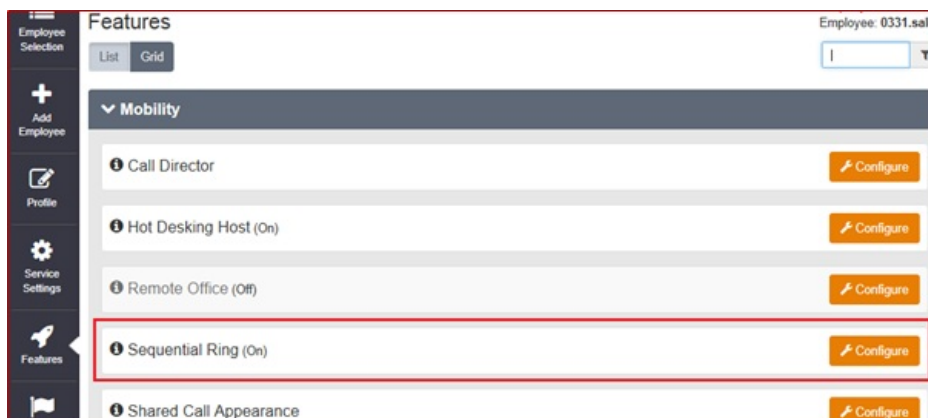 Employee
Selection
Add
Employee
Profile
Service
Settings
Features
Features
Employee: 0331.sal
List Grid
Mobility
Call Director Configure
Hot Desking Host (On) Configure
Remote Office (Off) Configure
Sequential Ring (On) Configure
Shared Call Appearance Configure